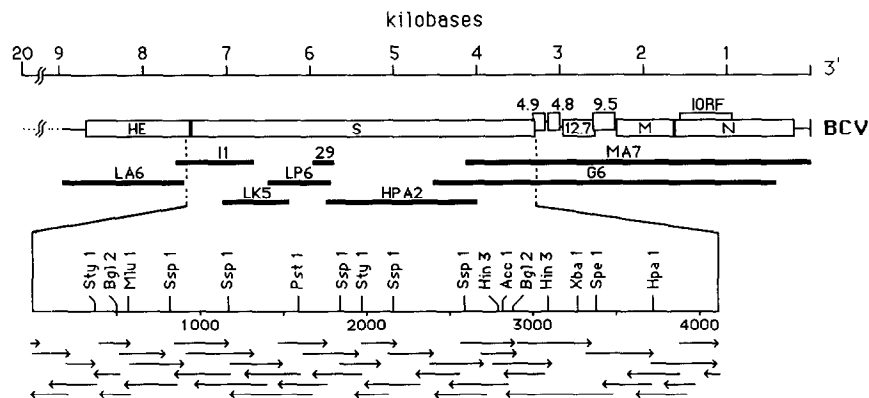 kilobases
20 9 8 7 6 5 4 3 2 1 3'
4.9 4.8 9.5 IORF
HE S 12.7 M N BCV
I1 29 MA7
LA6 LP6 G6
LK5 HPA2
Sty 1 Bgl 2 Mlu 1 Ssp 1 Ssp 1 Pst 1 Ssp 1 Sty 1 Ssp 1 Ssp 1 Hin 3 Acc 1 Bgl 2 Hin 3 Xba 1 Spe 1 Hpa 1
1000 2000 3000 4000